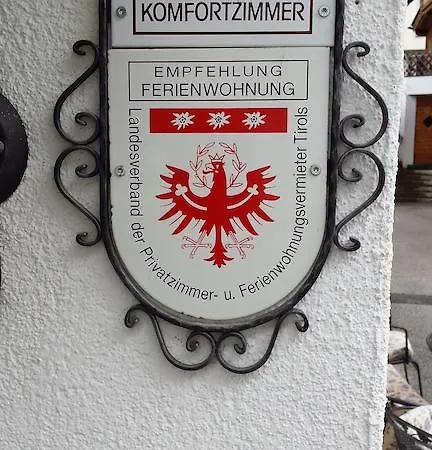 KOMFORTZIMMER
EMPFEHLUNG
FERIENWOHNUNG
Landesverband der Privatzimmer- u. Ferienwohnungsvermieter Tirols